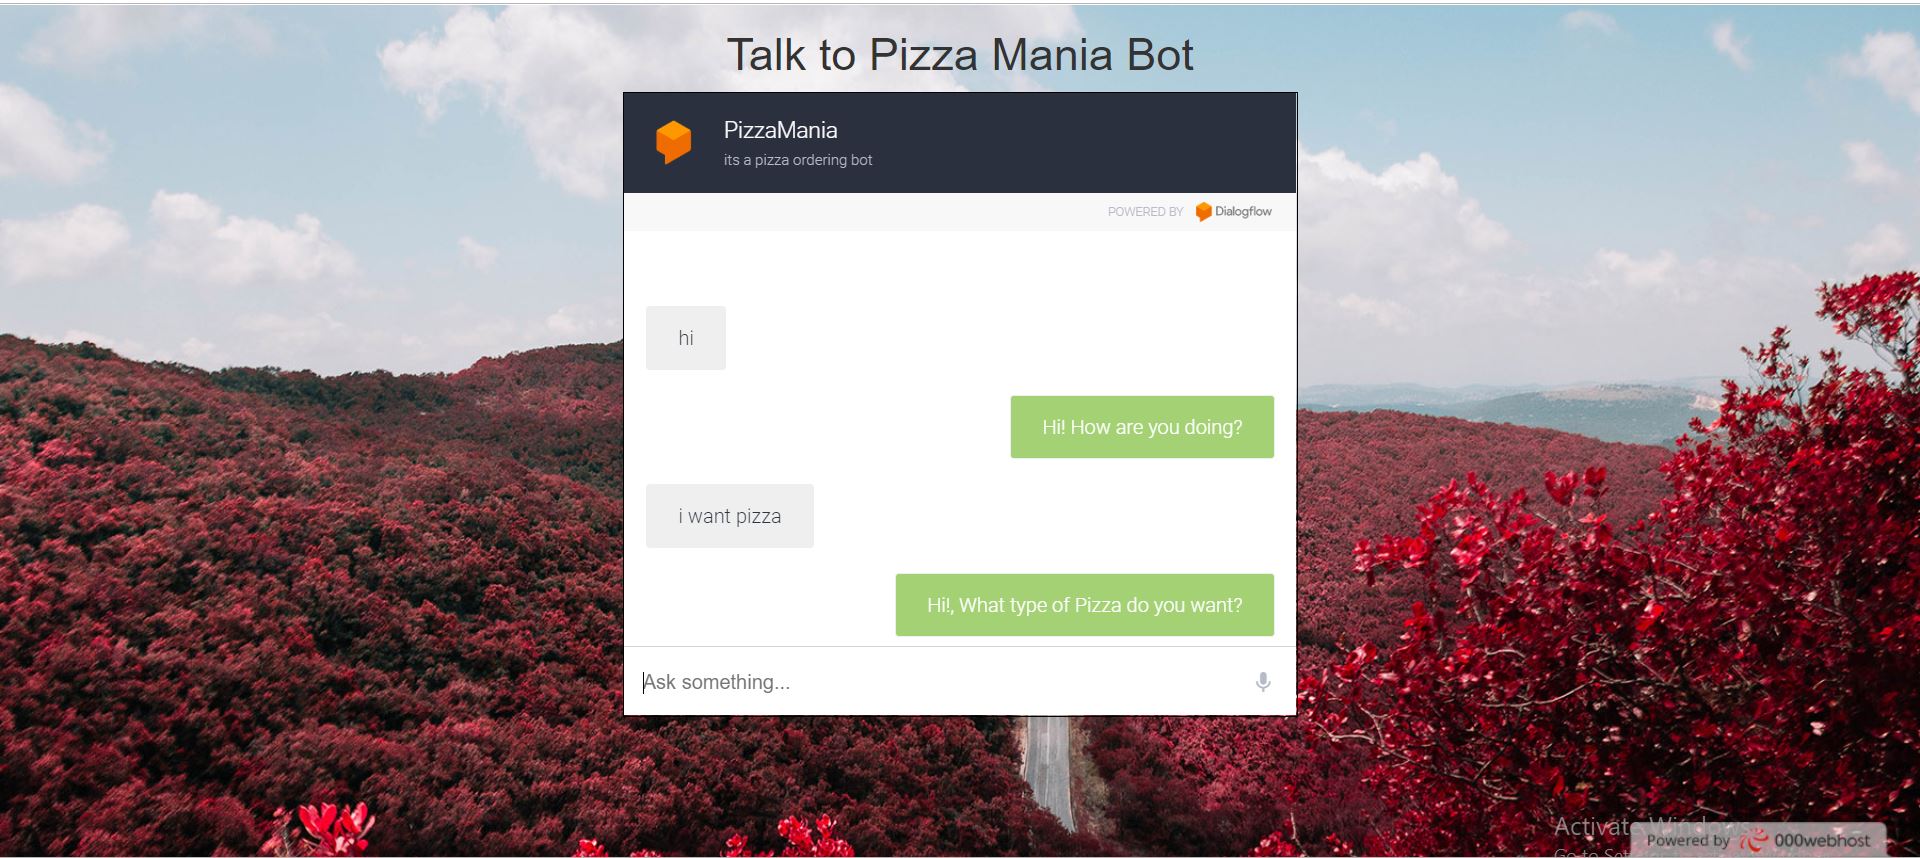 Talk to Pizza Mania Bot
PizzaMania
its a pizza ordering bot
POWERED BY Dialogflow
hi
Hi! How are you doing?
i want pizza
Hi!, What type of Pizza do you want?
Ask something...
Activate Windows
Powered by 000webhost
Go to Set